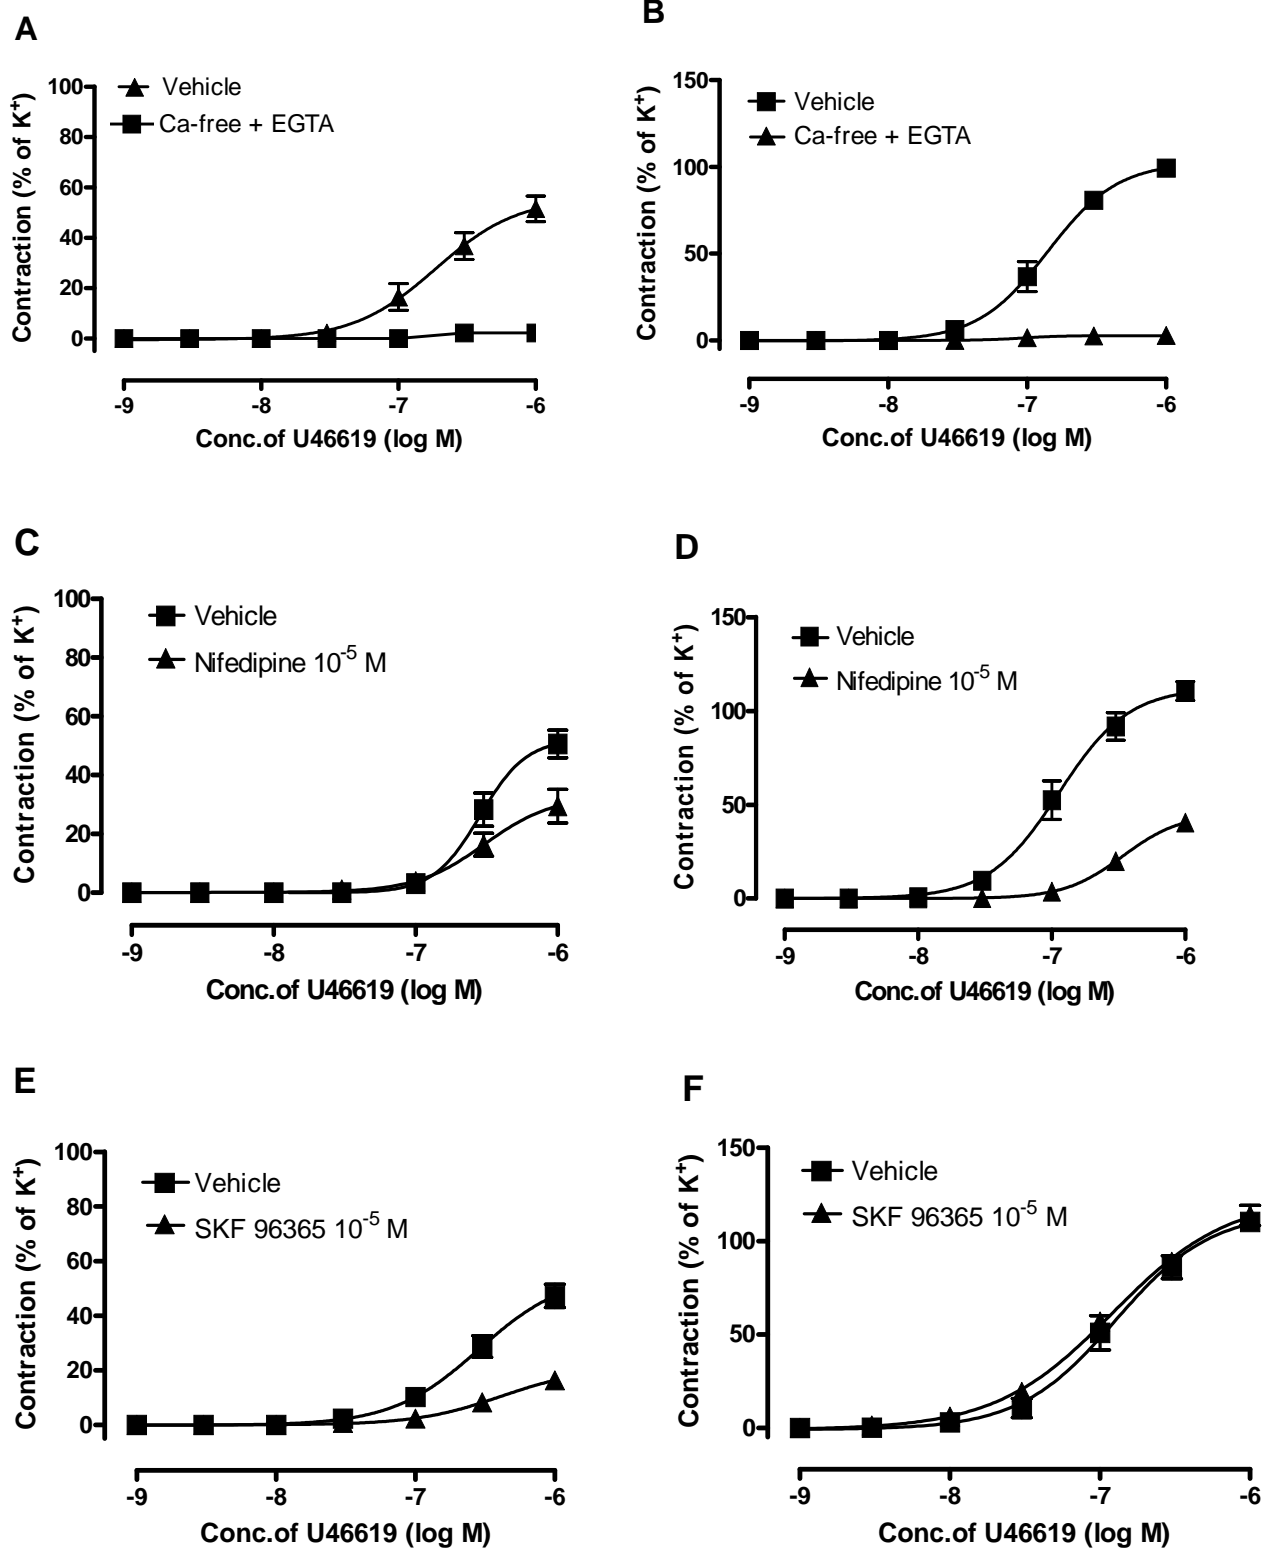 A
100
80
60
40
20
0
Contraction (% of K⁺)
Vehicle
Ca-free + EGTA
-9 -8 -7 -6
Conc.of U46619 (log M)
B
150
100
50
0
Contraction (% of K⁺)
Vehicle
Ca-free + EGTA
-9 -8 -7 -6
Conc.of U46619 (log M)
C
100
80
60
40
20
0
Contraction (% of K⁺)
Vehicle
Nifedipine 10⁻⁵ M
-9 -8 -7 -6
Conc.of U46619 (log M)
D
150
100
50
0
Contraction (% of K⁺)
Vehicle
Nifedipine 10⁻⁵ M
-9 -8 -7 -6
Conc.of U46619 (log M)
E
100
80
60
40
20
0
Contraction (% of K⁺)
Vehicle
SKF 96365 10⁻⁵ M
-9 -8 -7 -6
Conc.of U46619 (log M)
F
150
100
50
0
Contraction (% of K⁺)
Vehicle
SKF 96365 10⁻⁵ M
-9 -8 -7 -6
Conc.of U46619 (log M)